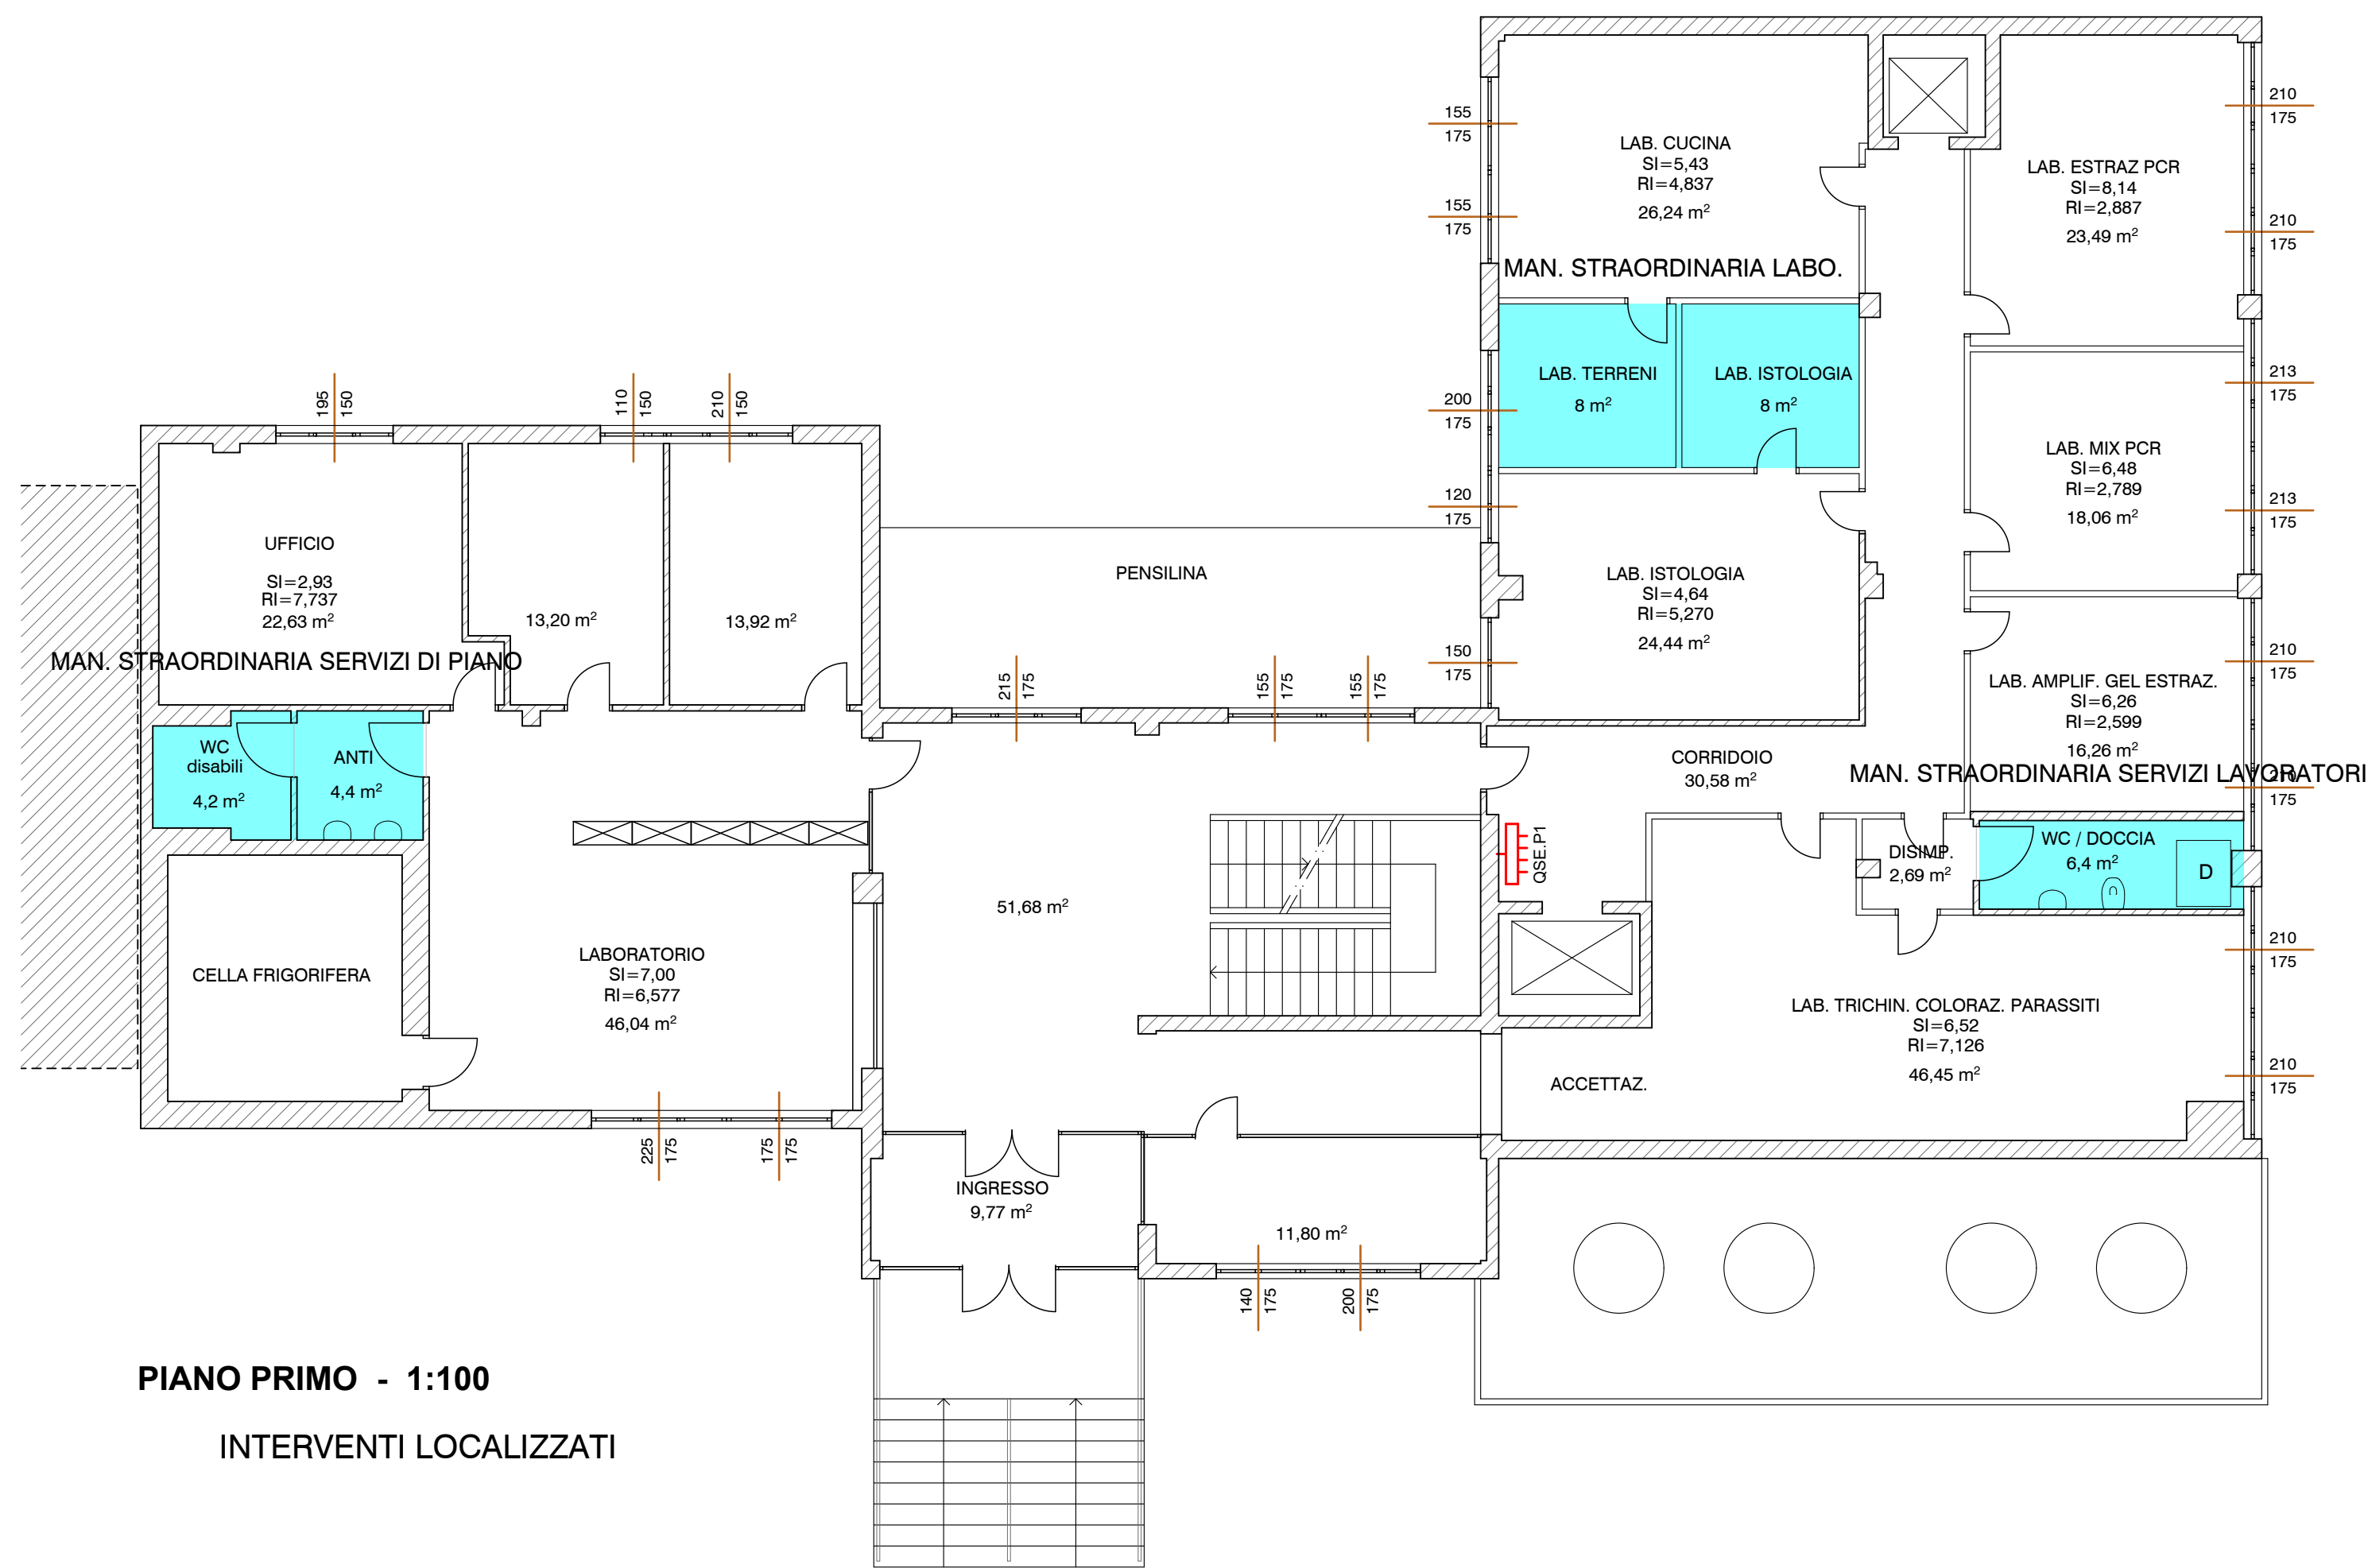 155
175
155
175
LAB. CUCINA
SI=5,43
RI=4,837
26,24 m²
LAB. ESTRAZ PCR
SI=8,14
RI=2,887
23,49 m²
210
175
210
175
MAN. STRAORDINARIA LABO.
LAB. TERRENI
8 m²
LAB. ISTOLOGIA
8 m²
200
175
120
175
213
175
LAB. MIX PCR
SI=6,48
RI=2,789
18,06 m²
213
175
195
150
110
150
210
150
UFFICIO
SI=2,93
RI=7,737
22,63 m²
13,20 m²
13,92 m²
MAN. STRAORDINARIA SERVIZI DI PIANO
PENSILINA
LAB. ISTOLOGIA
SI=4,64
RI=5,270
24,44 m²
150
175
210
175
215
175
155
175
155
175
LAB. AMPLIF. GEL ESTRAZ.
SI=6,26
RI=2,599
16,26 m²
WC
disabili
4,2 m²
ANTI
4,4 m²
CORRIDOIO
30,58 m²
MAN. STRAORDINARIA SERVIZI LAVORATORI
210
175
QSE.P1
DISIMP.
2,69 m²
WC / DOCCIA
6,4 m²
D
51,68 m²
CELLA FRIGORIFERA
LABORATORIO
SI=7,00
RI=6,577
46,04 m²
210
175
LAB. TRICHIN. COLORAZ. PARASSITI
SI=6,52
RI=7,126
46,45 m²
210
175
ACCETTAZ.
225
175
175
175
INGRESSO
9,77 m²
11,80 m²
140
175
200
175
PIANO PRIMO - 1:100
INTERVENTI LOCALIZZATI